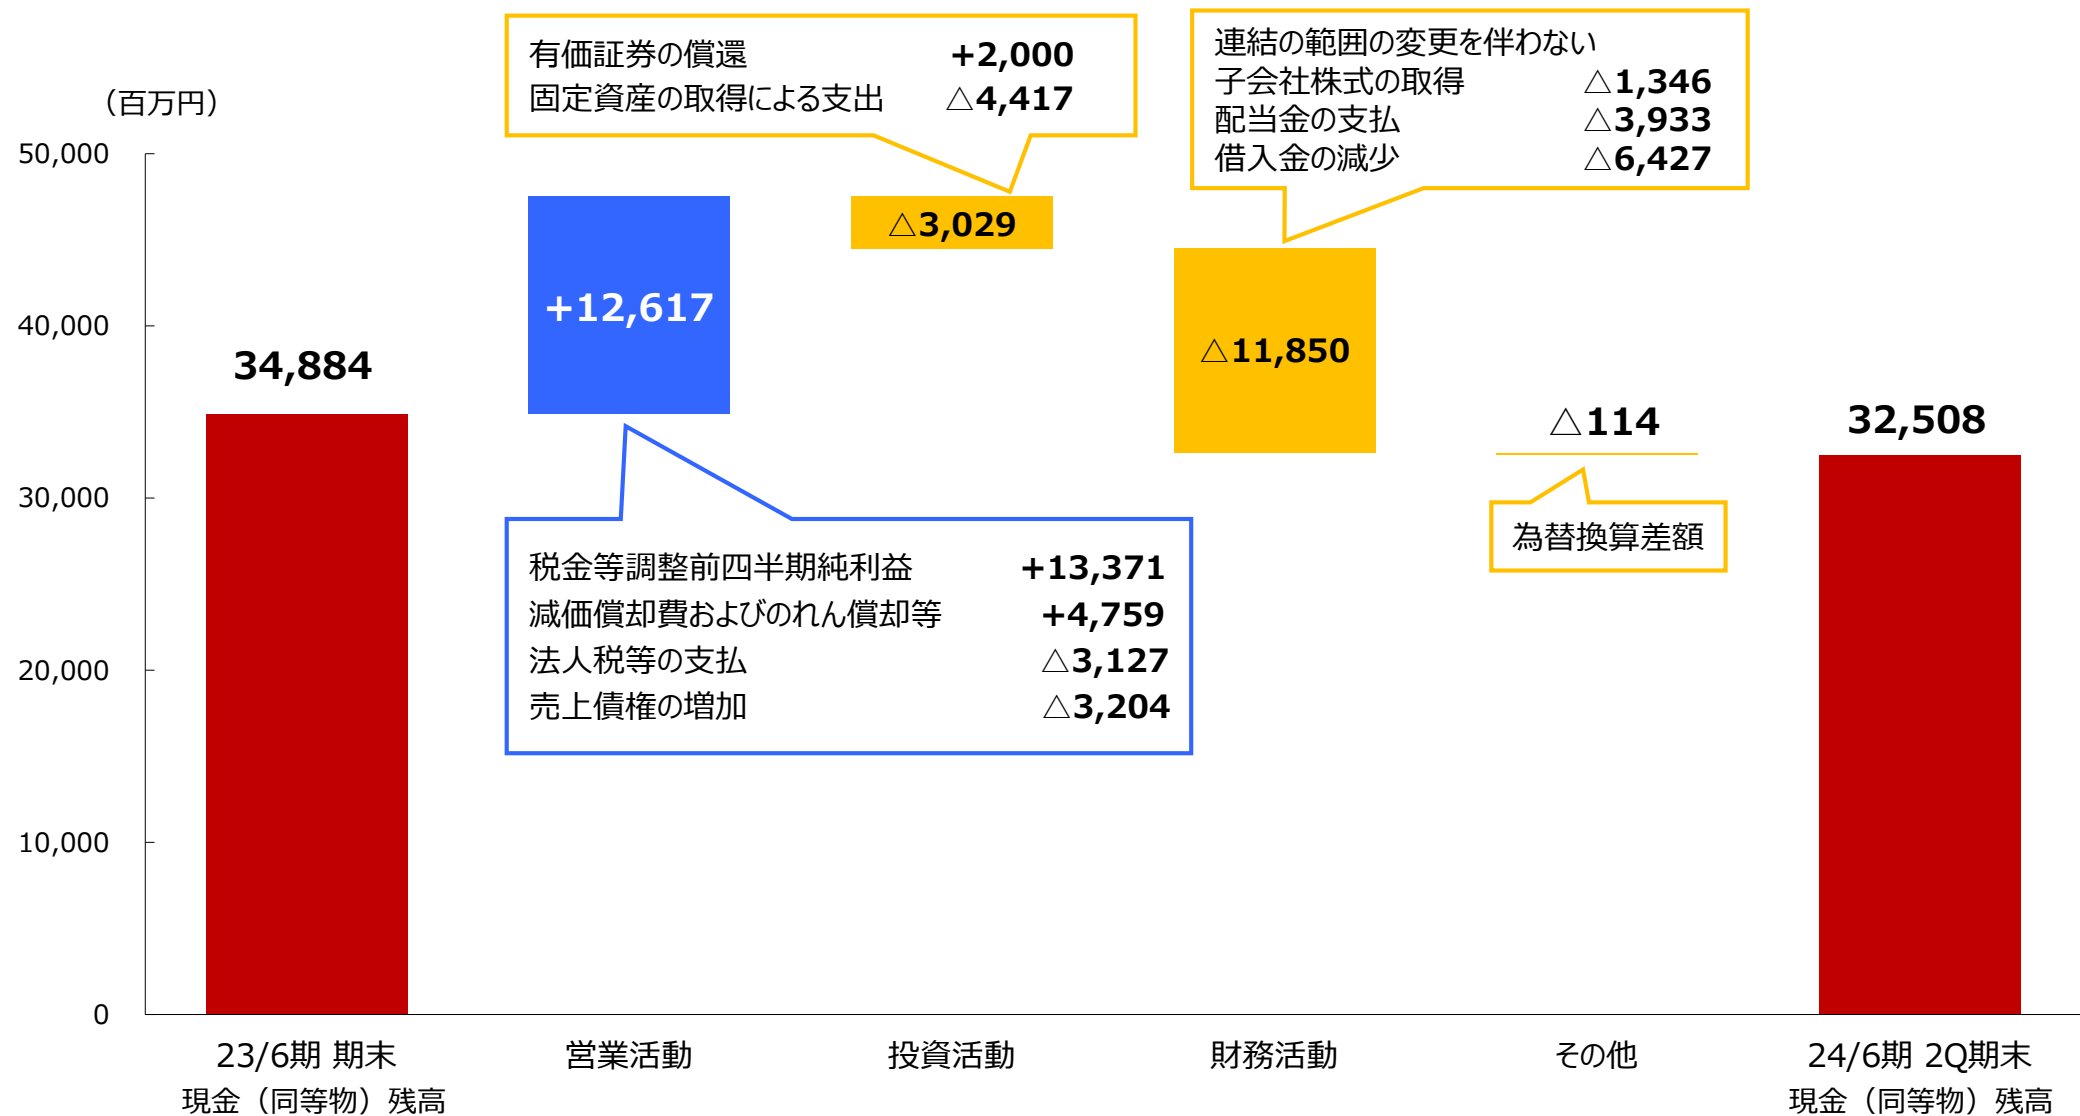 有価証券の償還 +2,000
固定資産の取得による支出 △4,417
連結の範囲の変更を伴わない
子会社株式の取得 △1,346
配当金の支払 △3,933
借入金の減少 △6,427
（百万円）
50,000
40,000
30,000
20,000
10,000
0
34,884
+12,617
△3,029
△11,850
△114
32,508
為替換算差額
税金等調整前四半期純利益 +13,371
減価償却費およびのれん償却等 +4,759
法人税等の支払 △3,127
売上債権の増加 △3,204
23/6期 期末
現金（同等物）残高
営業活動
投資活動
財務活動
その他
24/6期 2Q期末
現金（同等物）残高